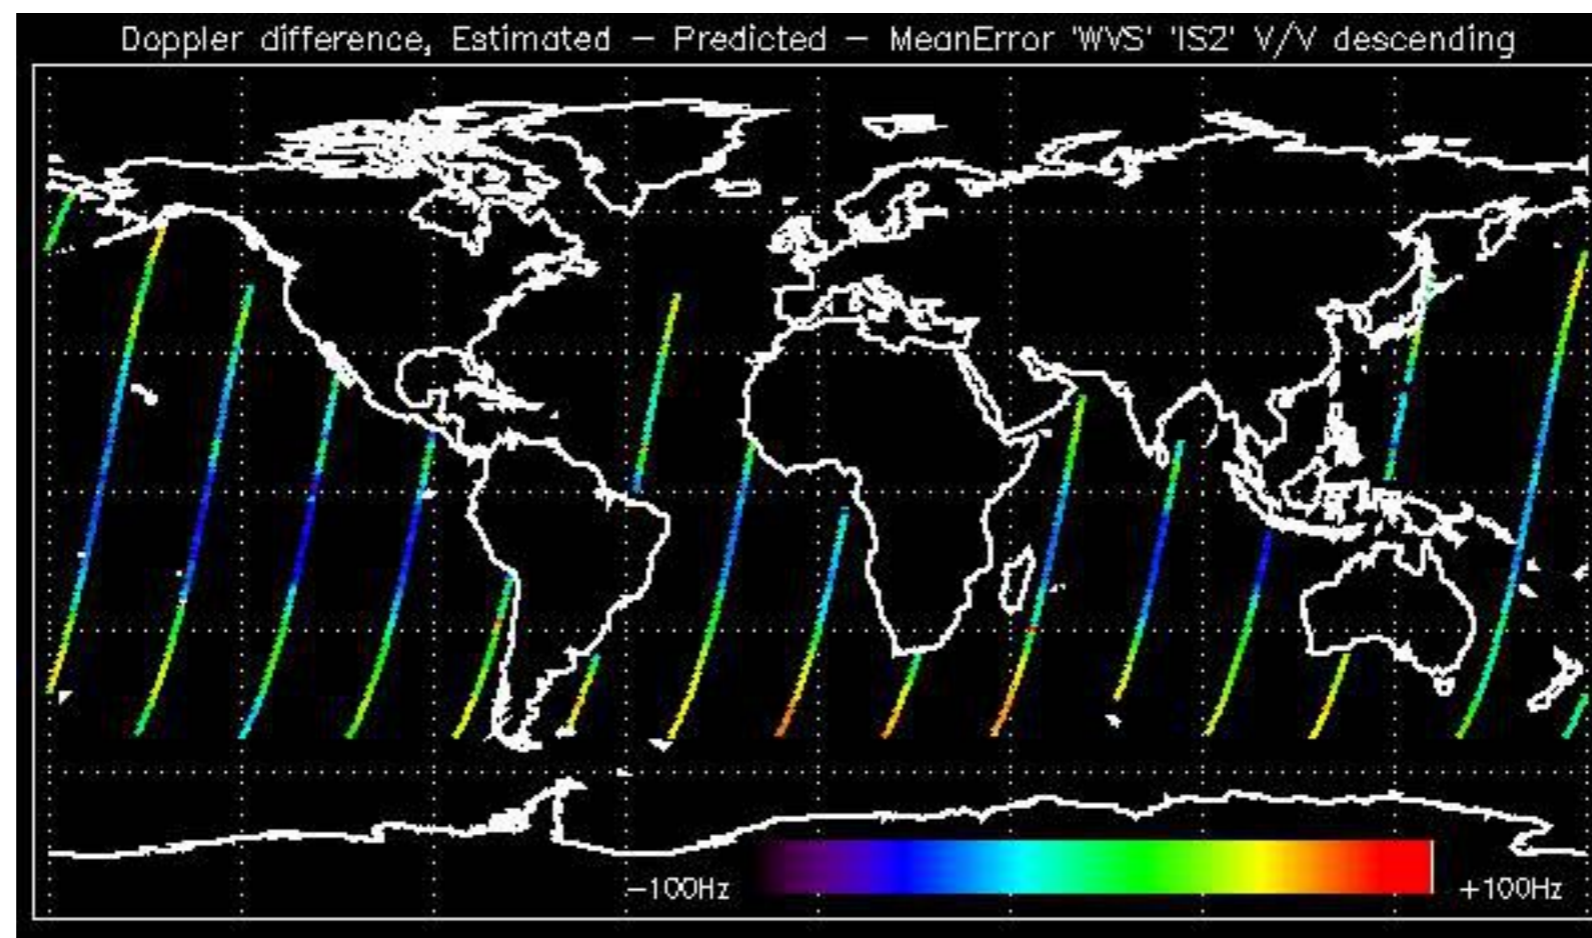 Doppler difference, Estimated – Predicted – MeanError 'WVS' 'IS2' V/V descending
–100Hz
+100Hz